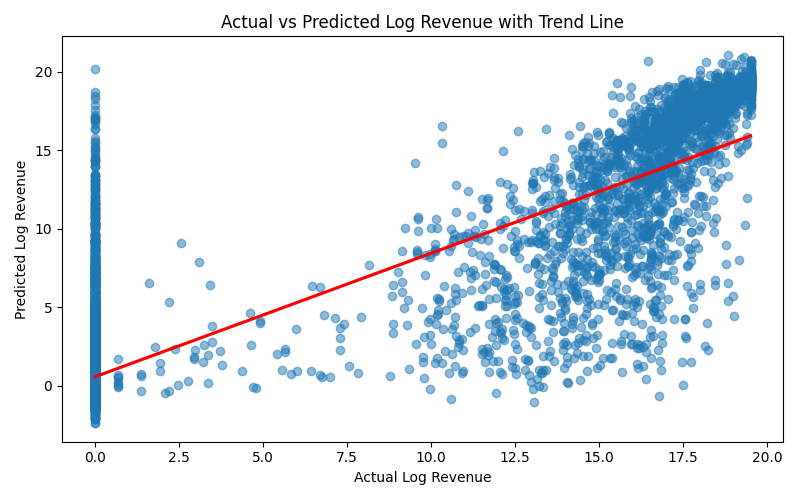 Actual vs Predicted Log Revenue with Trend Line
Predicted Log Revenue
20
15
10
5
0
0.0 2.5 5.0 7.5 10.0 12.5 15.0 17.5 20.0
Actual Log Revenue